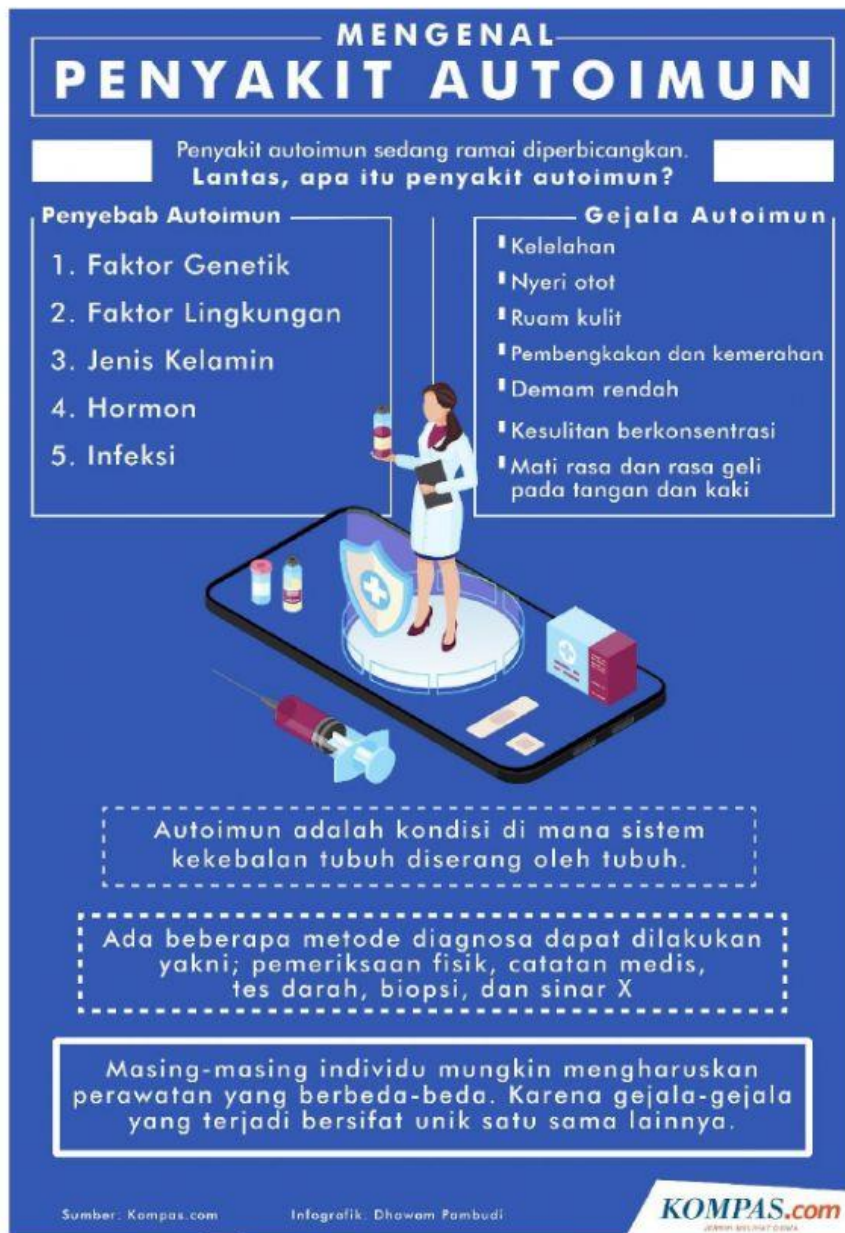 MENGENAL
PENYAKIT AUTOIMUN
Penyakit autoimun sedang ramai diperbicangkan.
Lantas, apa itu penyakit autoimun?
Penyebab Autoimun
1. Faktor Genetik
2. Faktor Lingkungan
3. Jenis Kelamin
4. Hormon
5. Infeksi
Gejala Autoimun
Kelelahan
Nyeri otot
Ruam kulit
Pembengkakan dan kemerahan
Demam rendah
Kesulitan berkonsentrasi
Mati rasa dan rasa geli
pada tangan dan kaki
Autoimun adalah kondisi di mana sistem
kekebalan tubuh diserang oleh tubuh.
Ada beberapa metode diagnosa dapat dilakukan
yakni; pemeriksaan fisik, catatan medis,
tes darah, biopsi, dan sinar X
Masing-masing individu mungkin mengharuskan
perawatan yang berbeda-beda. Karena gejala-gejala
yang terjadi bersifat unik satu sama lainnya.
Sumber: Kompas.com
Infografik: Dhawam Pambudi
KOMPAS.com
JERNIH MELIHAT DUNIA